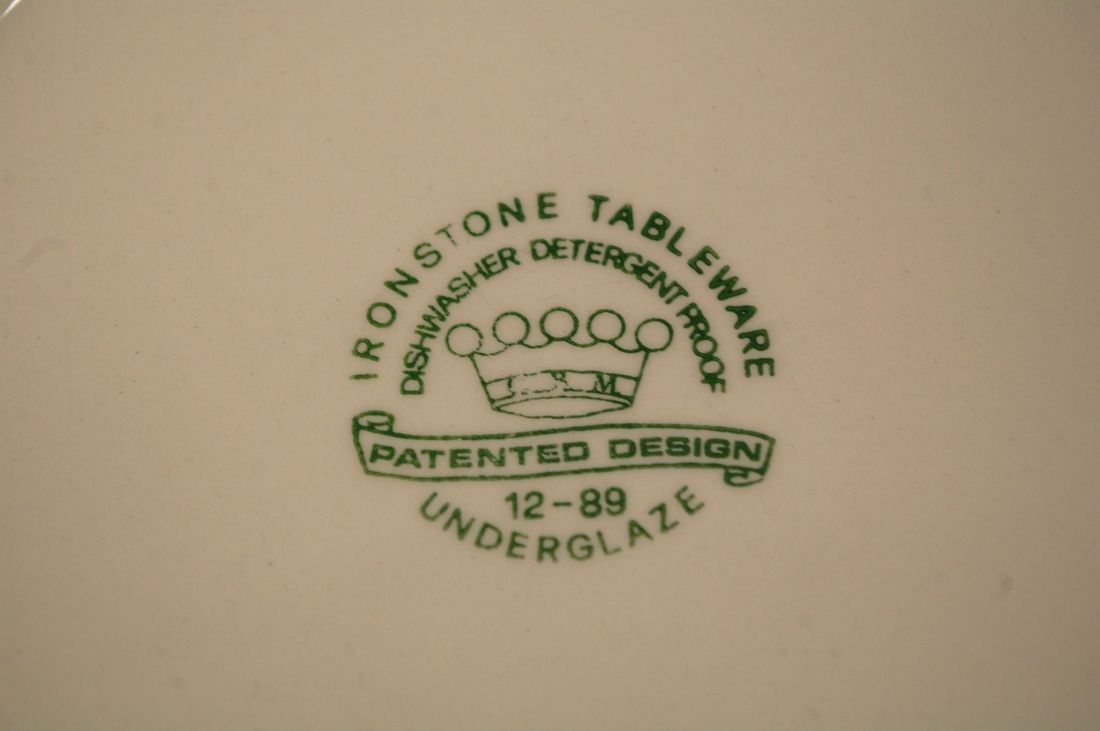 IRONSTONE TABLEWARE
DISHWASHER DETERGENT PROOF
PATENTED DESIGN
12-89
UNDERGLAZE